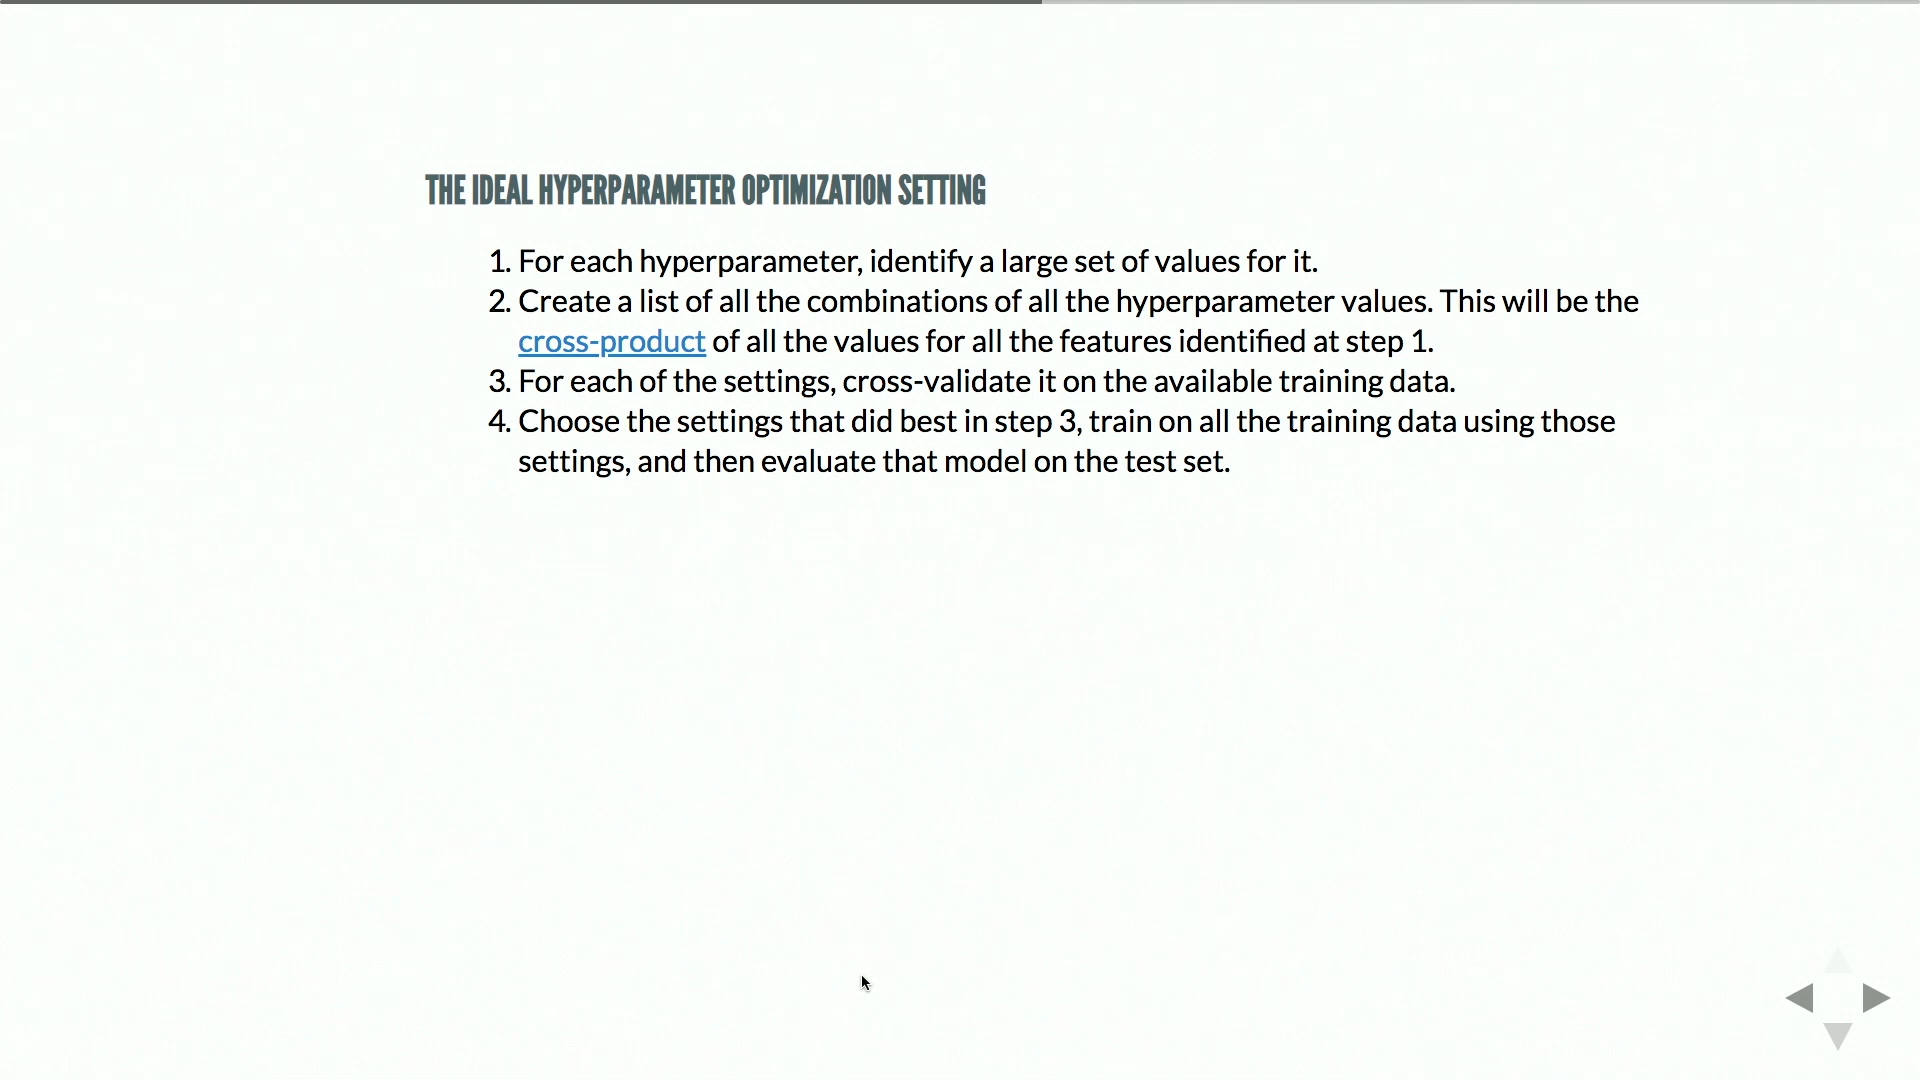 THE IDEAL HYPERPARAMETER OPTIMIZATION SETTING
1. For each hyperparameter, identify a large set of values for it.
2. Create a list of all the combinations of all the hyperparameter values. This will be the
cross-product of all the values for all the features identified at step 1.
3. For each of the settings, cross-validate it on the available training data.
4. Choose the settings that did best in step 3, train on all the training data using those
settings, and then evaluate that model on the test set.